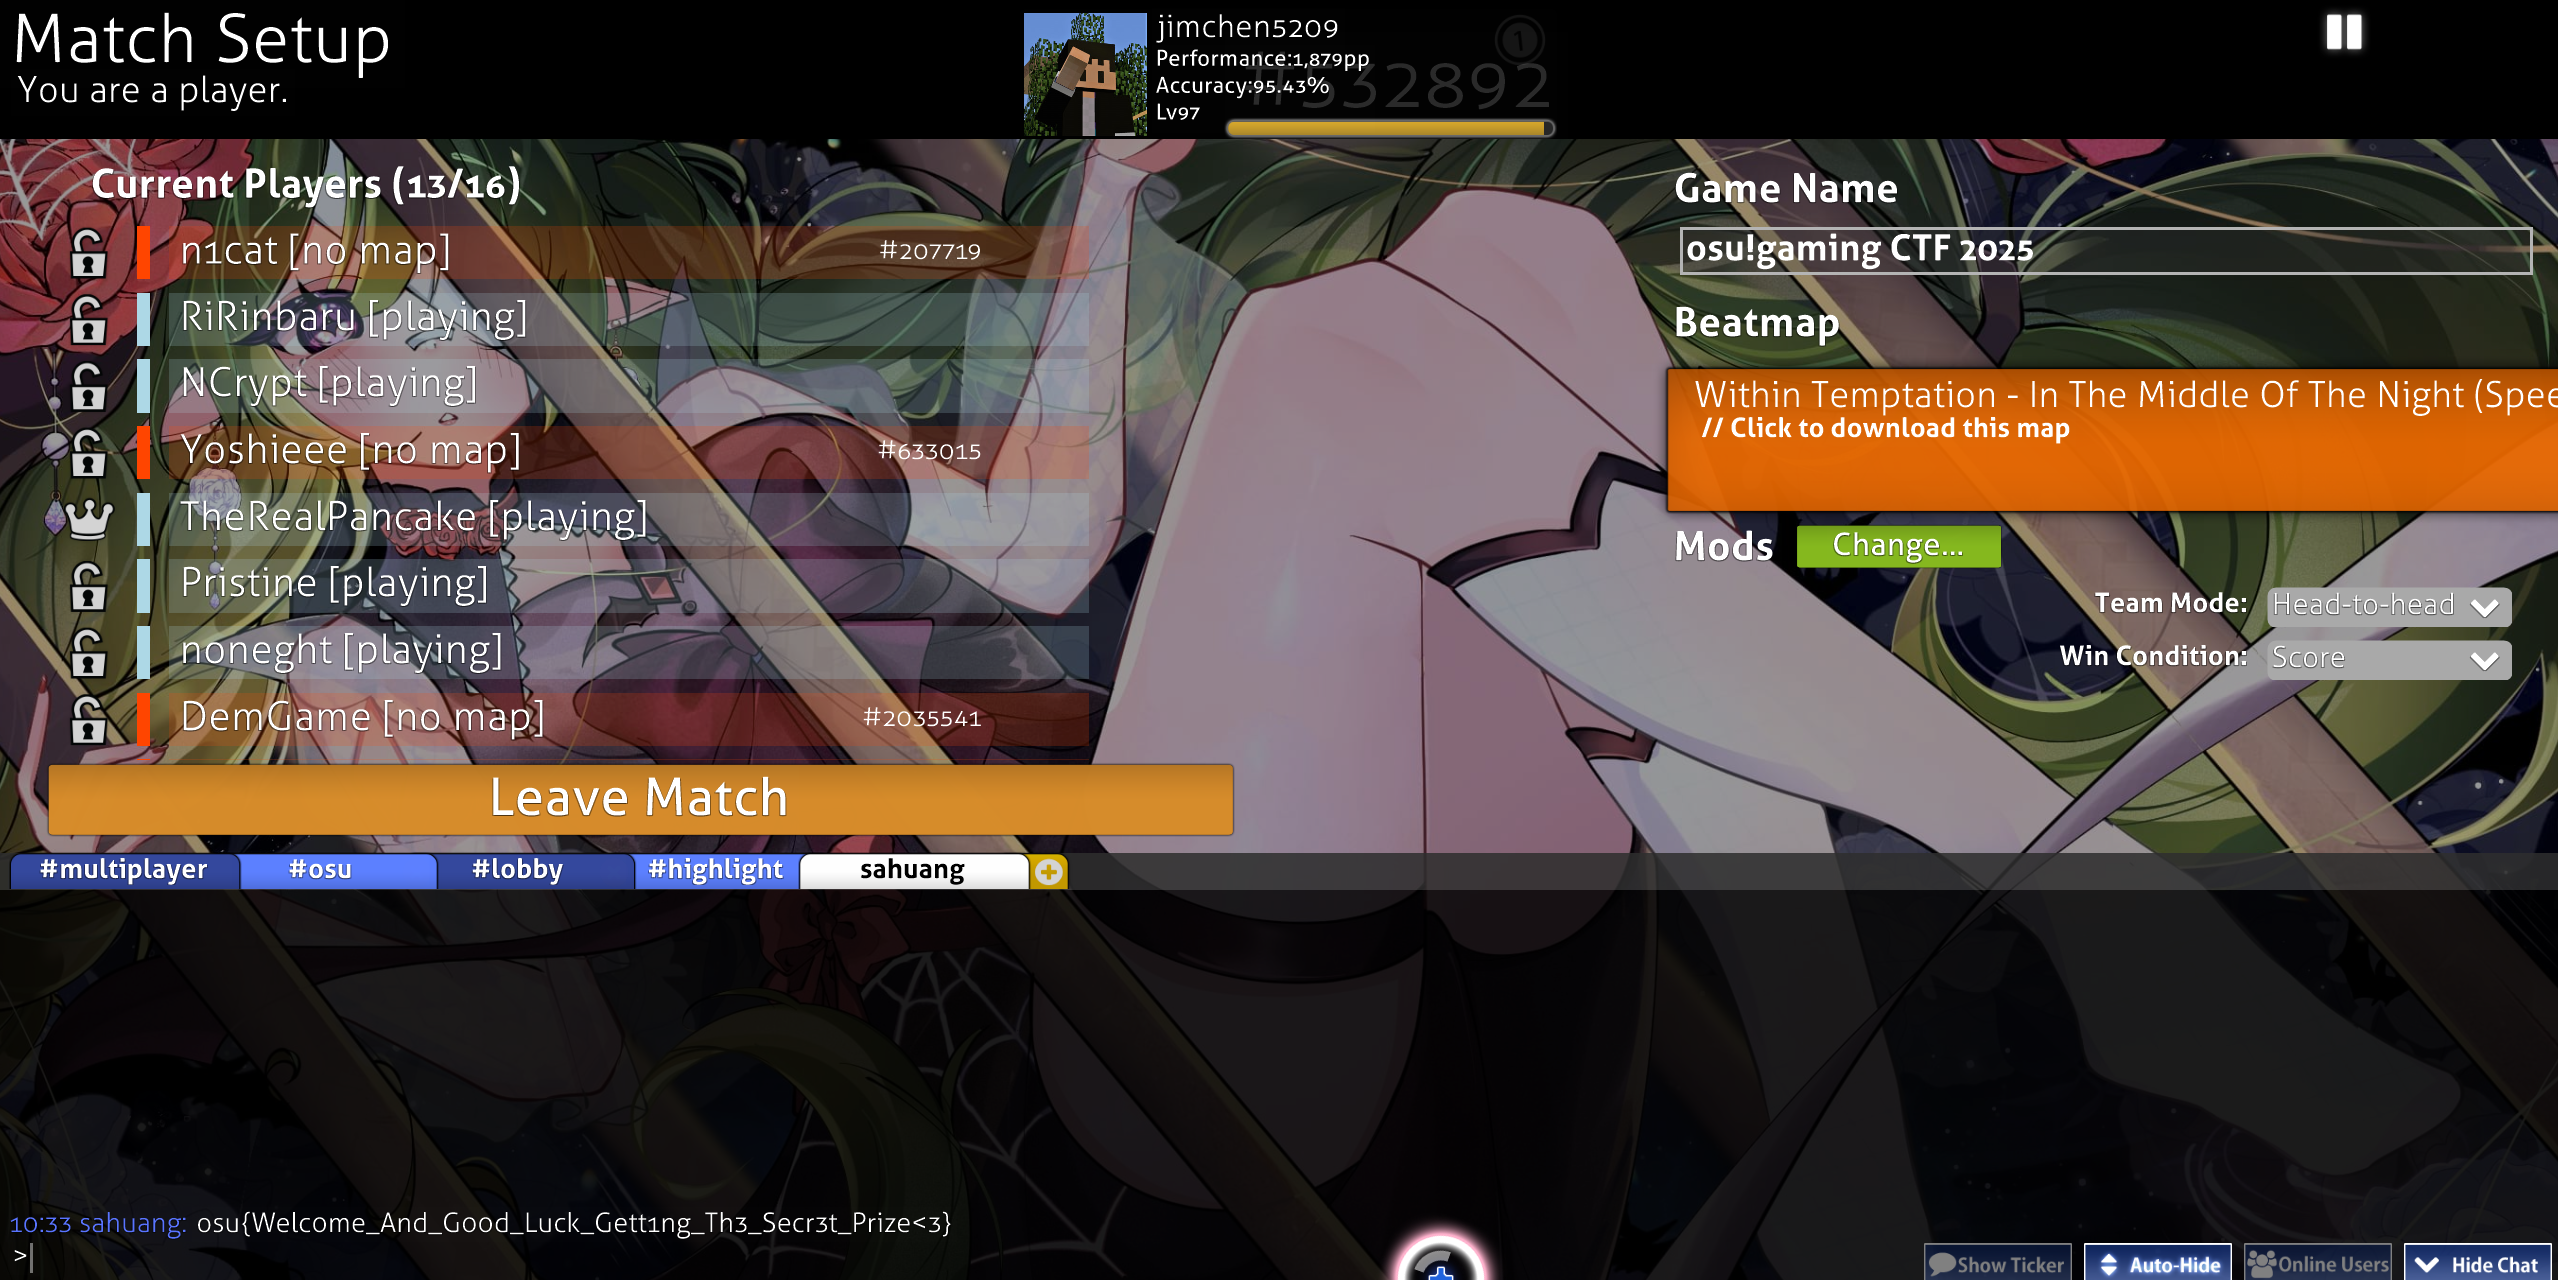 Match Setup
You are a player.
jimchen5209
Performance:1,879pp
Accuracy:95.43%
Lv97
1
#532892
Current Players (13/16)
n1cat [no map] #207719
RiRinbaru [playing]
NCrypt [playing]
Yoshieee [no map] #633015
TheRealPancake [playing]
Pristine [playing]
noneght [playing]
DemGame [no map] #2035541
Leave Match
Game Name
osu!gaming CTF 2025
Beatmap
Within Temptation - In The Middle Of The Night (Spee
// Click to download this map
Mods Change...
Team Mode: Head-to-head
Win Condition: Score
#multiplayer #osu #lobby #highlight sahuang
10:33 sahuang: osu{Welcome_And_Good_Luck_Gett1ng_Th3_Secr3t_Prize<3}
>
Show Ticker Auto-Hide Online Users Hide Chat